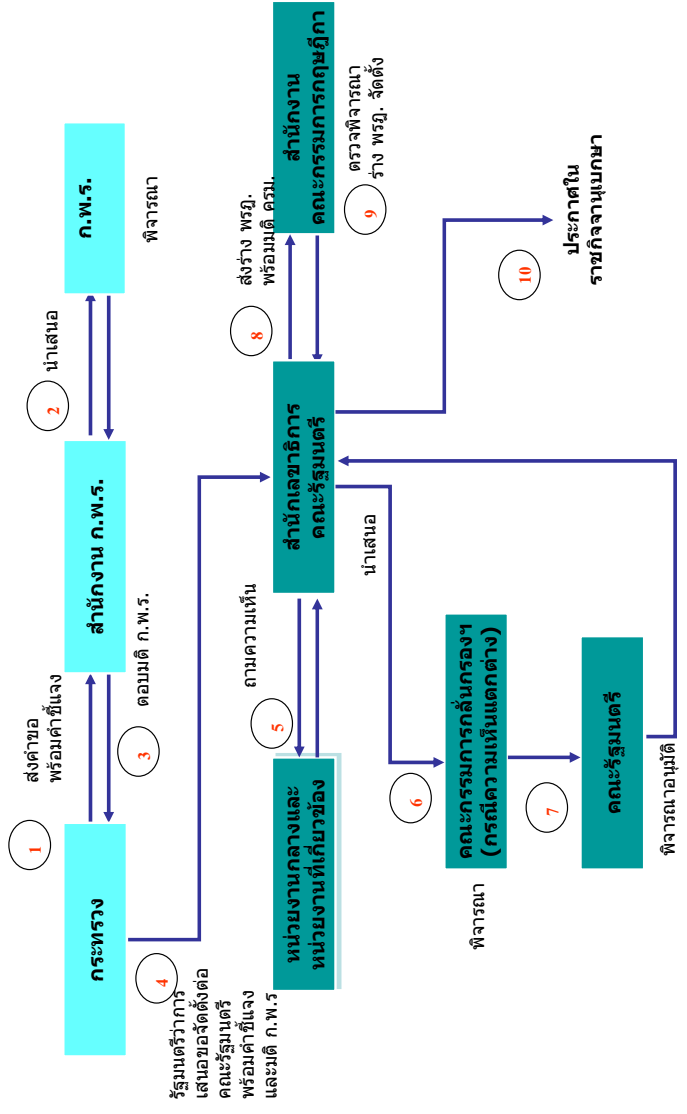 1
ส่งคำขอ
พร้อมคำชี้แจง
2
นำเสนอ
กระทรวง
สำนักงาน ก.พ.ร.
ก.พ.ร.
3
ตอบมติ ก.พ.ร.
พิจารณา
4
รัฐมนตรีว่าการ
เสนอขอจัดตั้งต่อ
คณะรัฐมนตรี
พร้อมคำชี้แจง
และมติ ก.พ.ร
5
ถามความเห็น
8
ส่งร่าง พรฎ.
พร้อมมติ ครม.
หน่วยงานกลางและ
หน่วยงานที่เกี่ยวข้อง
สำนักเลขาธิการ
คณะรัฐมนตรี
สำนักงาน
คณะกรรมการกฤษฎีกา
9
ตรวจพิจารณา
ร่าง พรฎ. จัดตั้ง
นำเสนอ
6
พิจารณา
คณะกรรมการกลั่นกรองฯ
(กรณีความเห็นแตกต่าง)
10
ประกาศใน
ราชกิจจานุเบกษา
7
คณะรัฐมนตรี
พิจารณาอนุมัติ